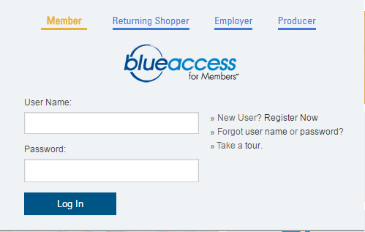 Member Returning Shopper Employer Producer
blueaccess
for Members℠
User Name:
» New User? Register Now
» Forgot user name or password?
Password:
» Take a tour.
Log In